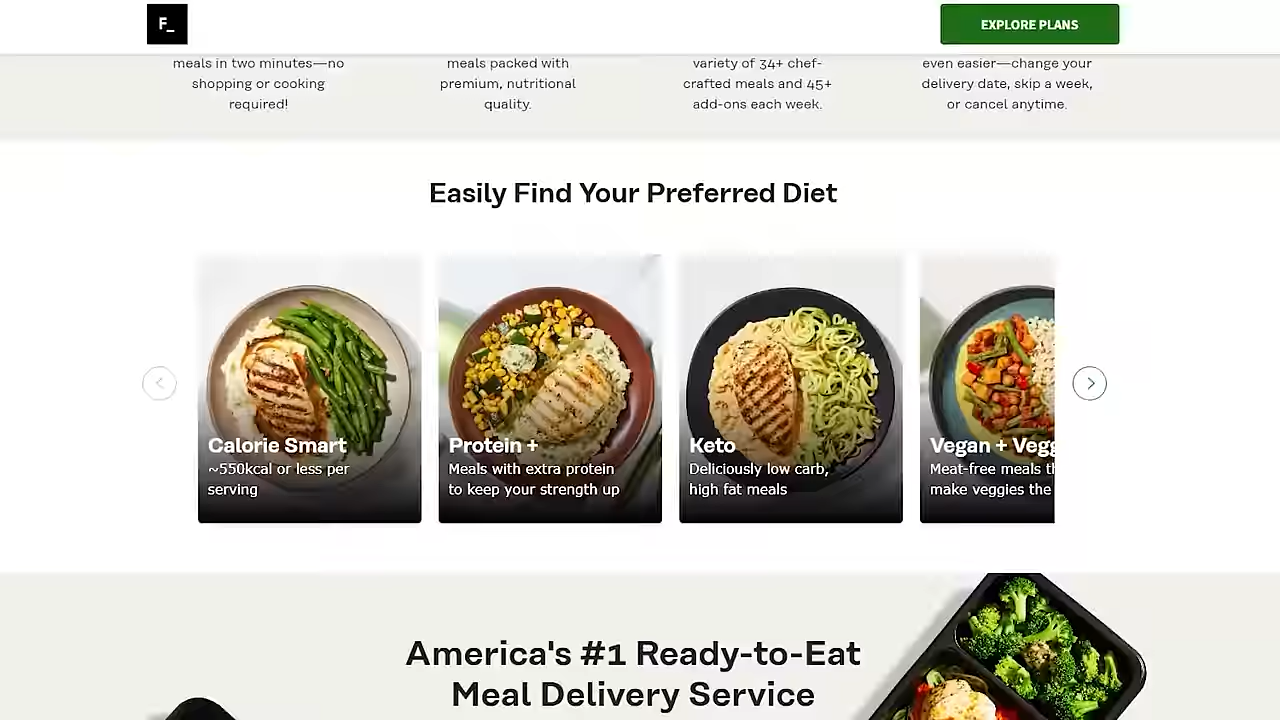 F_
EXPLORE PLANS
meals in two minutes—no
shopping or cooking
required!
meals packed with
premium, nutritional
quality.
variety of 34+ chef-
crafted meals and 45+
add-ons each week.
even easier—change your
delivery date, skip a week,
or cancel anytime.
Easily Find Your Preferred Diet
Calorie Smart
~550kcal or less per
serving
Protein +
Meals with extra protein
to keep your strength up
Keto
Deliciously low carb,
high fat meals
Vegan + Vegg
Meat-free meals th
make veggies the
America's #1 Ready-to-Eat
Meal Delivery Service